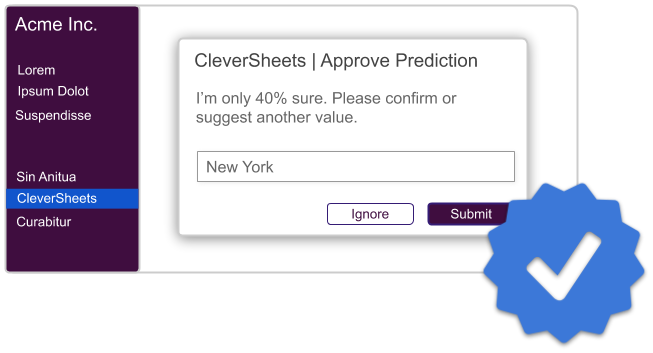 Acme Inc.
Lorem
Ipsum Dolot
Suspendisse
Sin Anitua
CleverSheets
Curabitur
CleverSheets | Approve Prediction
I’m only 40% sure. Please confirm or
suggest another value.
New York
Ignore
Submit